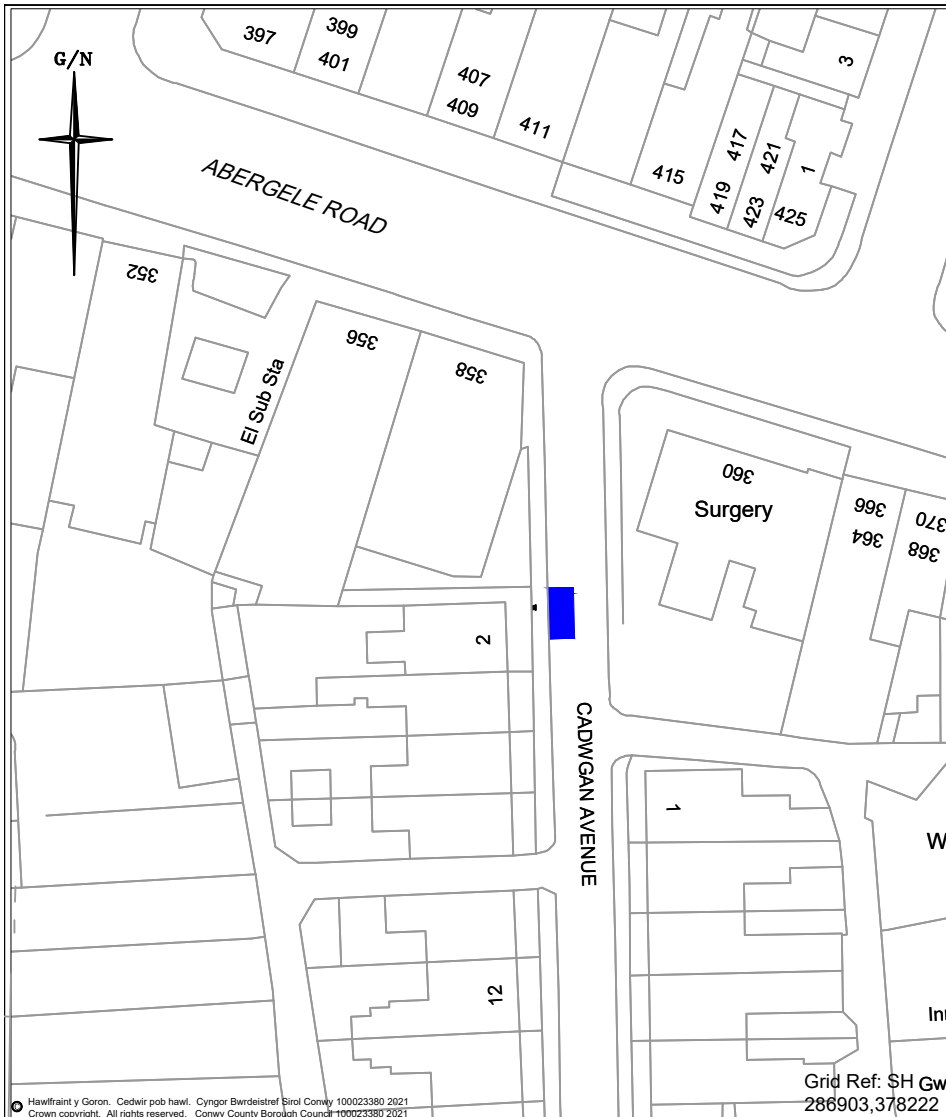 397
399
401
407
409
411
415
417
419
421
423
425
1
3
G/N
ABERGELE ROAD
352
El Sub Sta
356
358
360
Surgery
366
364
370
368
2
CADWGAN AVENUE
1
12
W
Grid Ref: SH Gw
286903,378222
© Hawlfraint y Goron. Cedwir pob hawl. Cyngor Bwrdeistref Sirol Conwy 100023380 2021
Crown copyright. All rights reserved. Conwy County Borough Council 100023380 2021